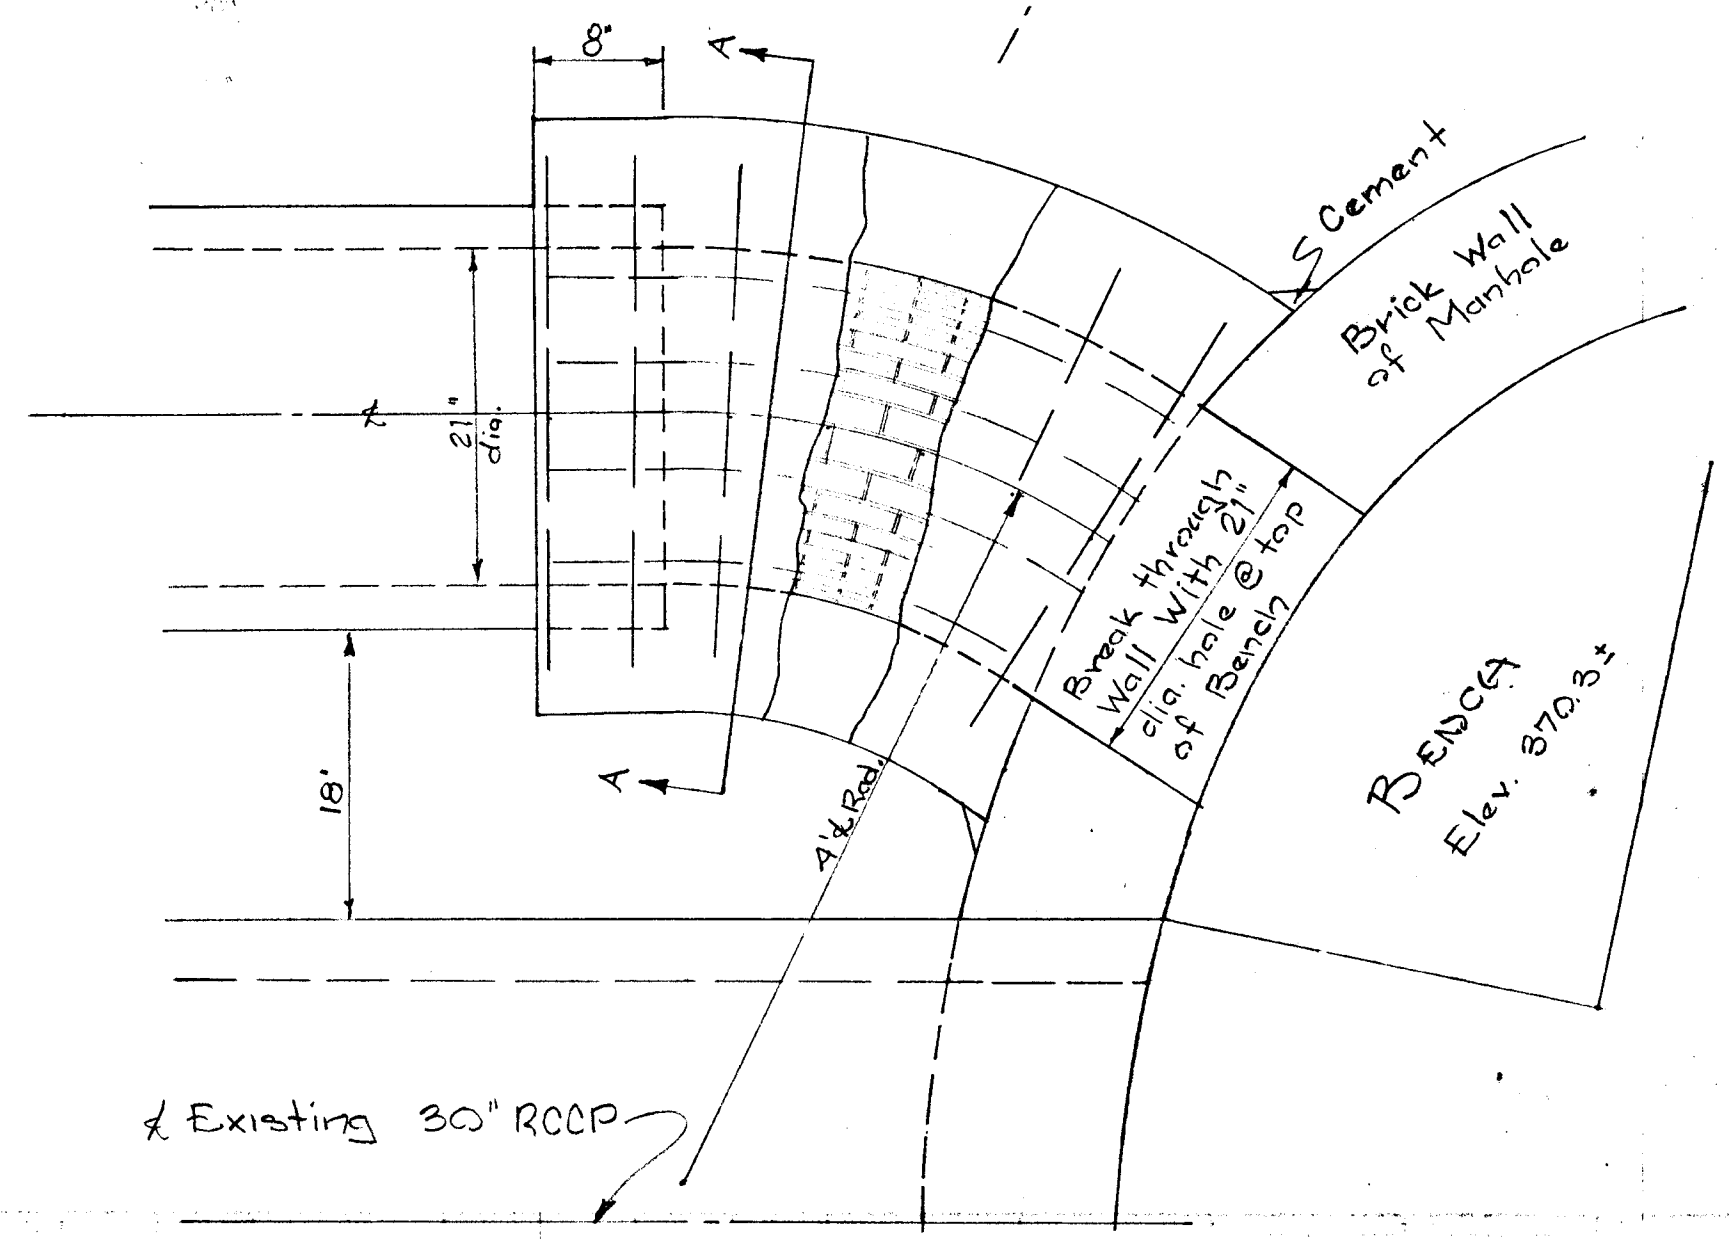 8"
A
Cement
Brick Wall
of Manhole
℄
21"
dia.
Break through
Wall With 21"
dia. hole @ top
of Bench
BENCH
Elev. 370.3±
18"
A
4' ℄ Rad.
℄ Existing 30" RCCP